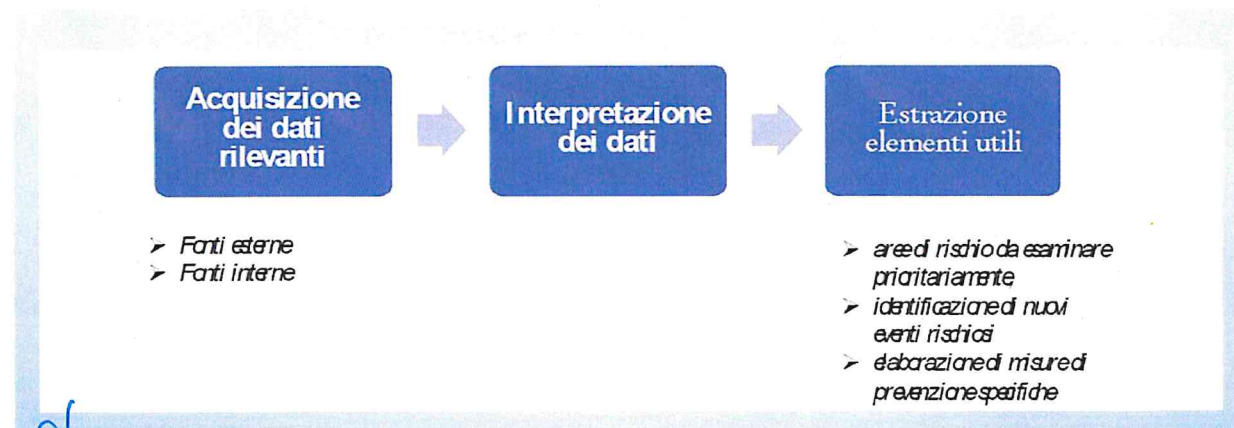 Acquisizione
dei dati
rilevanti
Interpretazione
dei dati
Estrazione
elementi utili
➢ Fonti esterne
➢ Fonti interne
➢ aree di rischio da esaminare
prioritariamente,
➢ identificazione di nuovi
eventi rischiosi
➢ elaborazione di misure di
prevenzione specifiche